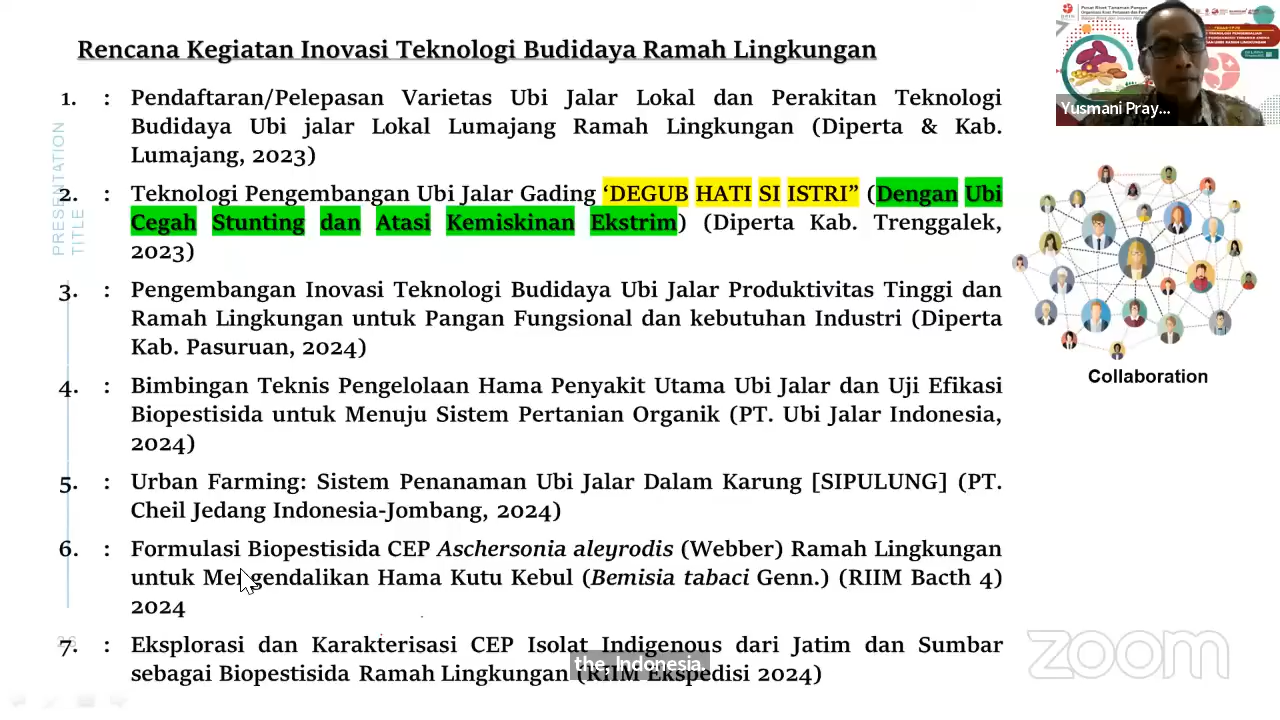 Rencana Kegiatan Inovasi Teknologi Budidaya Ramah Lingkungan
1. : Pendaftaran/Pelepasan Varietas Ubi Jalar Lokal dan Perakitan Teknologi
Budidaya Ubi jalar Lokal Lumajang Ramah Lingkungan (Diperta & Kab.
Lumajang, 2023)
2. : Teknologi Pengembangan Ubi Jalar Gading ‘DEGUB HATI SI ISTRI” (Dengan Ubi
Cegah Stunting dan Atasi Kemiskinan Ekstrim) (Diperta Kab. Trenggalek,
2023)
3. : Pengembangan Inovasi Teknologi Budidaya Ubi Jalar Produktivitas Tinggi dan
Ramah Lingkungan untuk Pangan Fungsional dan kebutuhan Industri (Diperta
Kab. Pasuruan, 2024)
4. : Bimbingan Teknis Pengelolaan Hama Penyakit Utama Ubi Jalar dan Uji Efikasi
Biopestisida untuk Menuju Sistem Pertanian Organik (PT. Ubi Jalar Indonesia,
2024)
5. : Urban Farming: Sistem Penanaman Ubi Jalar Dalam Karung [SIPULUNG] (PT.
Cheil Jedang Indonesia-Jombang, 2024)
6. : Formulasi Biopestisida CEP Aschersonia aleyrodis (Webber) Ramah Lingkungan
untuk Mengendalikan Hama Kutu Kebul (Bemisia tabaci Genn.) (RIIM Bacth 4)
2024
7. : Eksplorasi dan Karakterisasi CEP Isolat Indigenous dari Jatim dan Sumbar
sebagai Biopestisida Ramah Lingkungan (RIIM Ekspedisi 2024)
PRESENTATION
TITLE
the, Indonesia.
Pusat Riset Tanaman Pangan
Yusmani Pray...
Collaboration
zoom